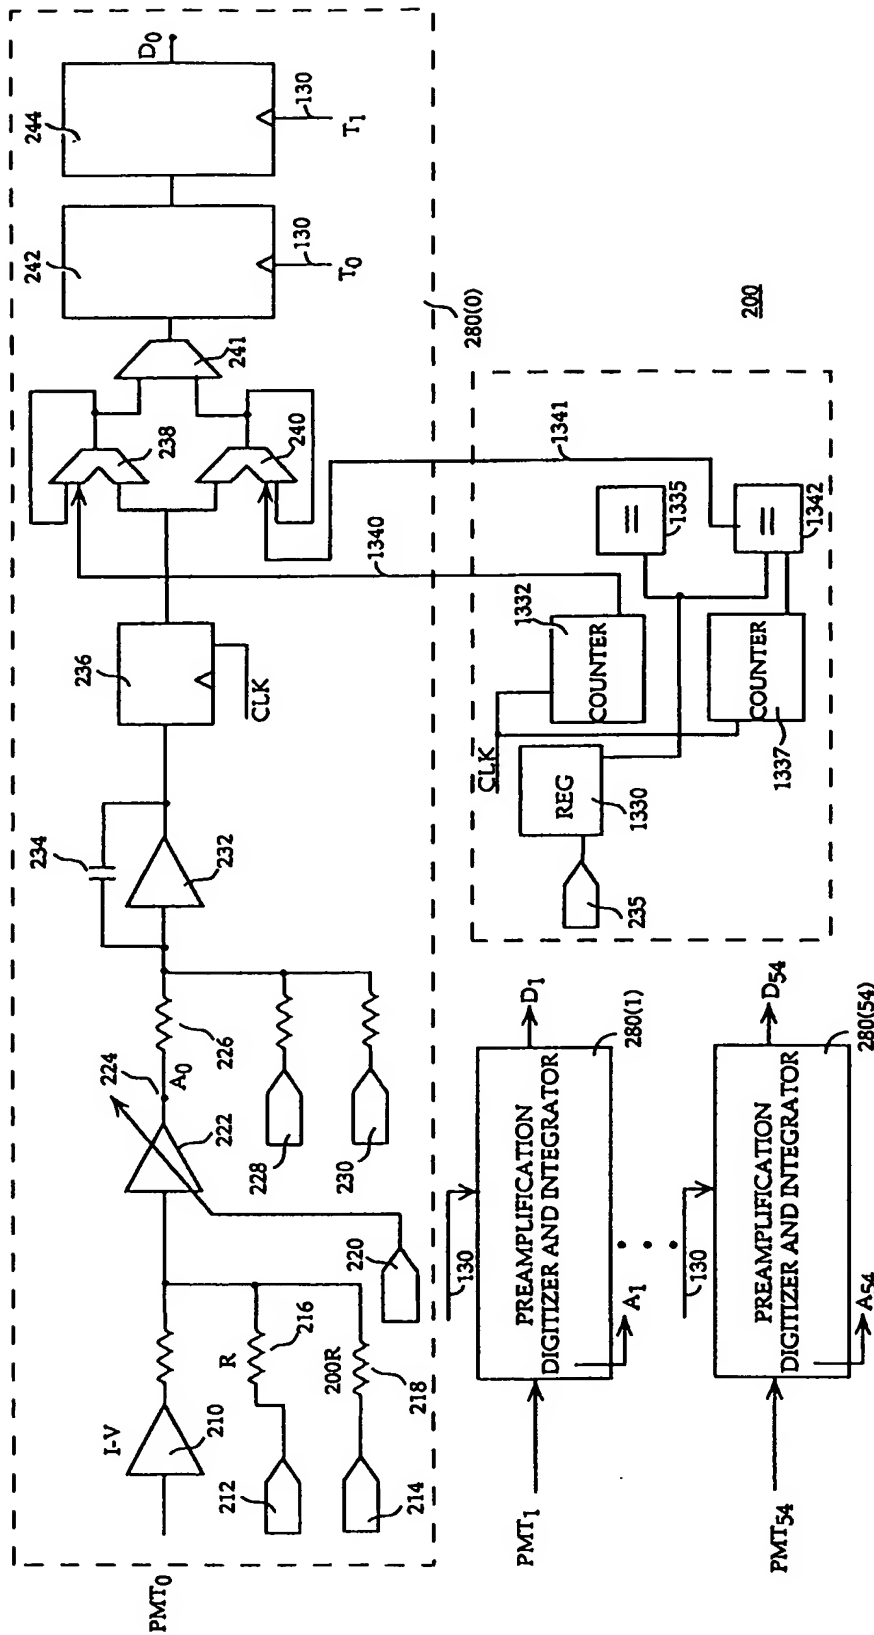 PMT0
I-V
210
212
R
216
214
200R
218
220
222
224
A0
226
228
230
232
234
236
CLK
238
240
241
242
130
T0
244
130
T1
D0
280(0)
200
1340
1341
235
REG
1330
CLK
COUNTER
1332
COUNTER
1337
=
1335
=
1342
PMT1
130
PREAMPLIFICATION
DIGITIZER AND INTEGRATOR
A1
D1
280(1)
PMT54
130
PREAMPLIFICATION
DIGITIZER AND INTEGRATOR
A54
D54
280(54)